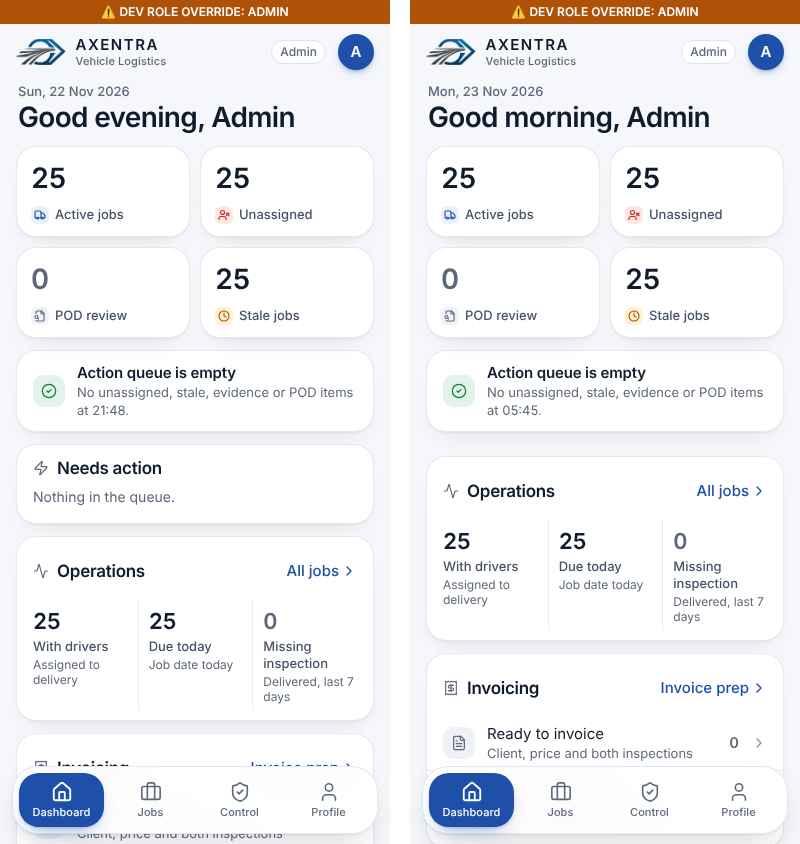 ⚠️ DEV ROLE OVERRIDE: ADMIN
AXENTRA
Vehicle Logistics
Admin
A
Sun, 22 Nov 2026
Good evening, Admin
25
Active jobs
25
Unassigned
0
POD review
25
Stale jobs
Action queue is empty
No unassigned, stale, evidence or POD items
at 21:48.
Needs action
Nothing in the queue.
Operations
All jobs
25
With drivers
Assigned to
delivery
25
Due today
Job date today
0
Missing
inspection
Delivered, last 7
days
Invoicing
Invoice prep
Client, price and both inspections
Dashboard
Jobs
Control
Profile
⚠️ DEV ROLE OVERRIDE: ADMIN
AXENTRA
Vehicle Logistics
Admin
A
Mon, 23 Nov 2026
Good morning, Admin
25
Active jobs
25
Unassigned
0
POD review
25
Stale jobs
Action queue is empty
No unassigned, stale, evidence or POD items
at 05:45.
Operations
All jobs
25
With drivers
Assigned to
delivery
25
Due today
Job date today
0
Missing
inspection
Delivered, last 7
days
Invoicing
Invoice prep
Ready to invoice
Client, price and both inspections
0
Dashboard
Jobs
Control
Profile